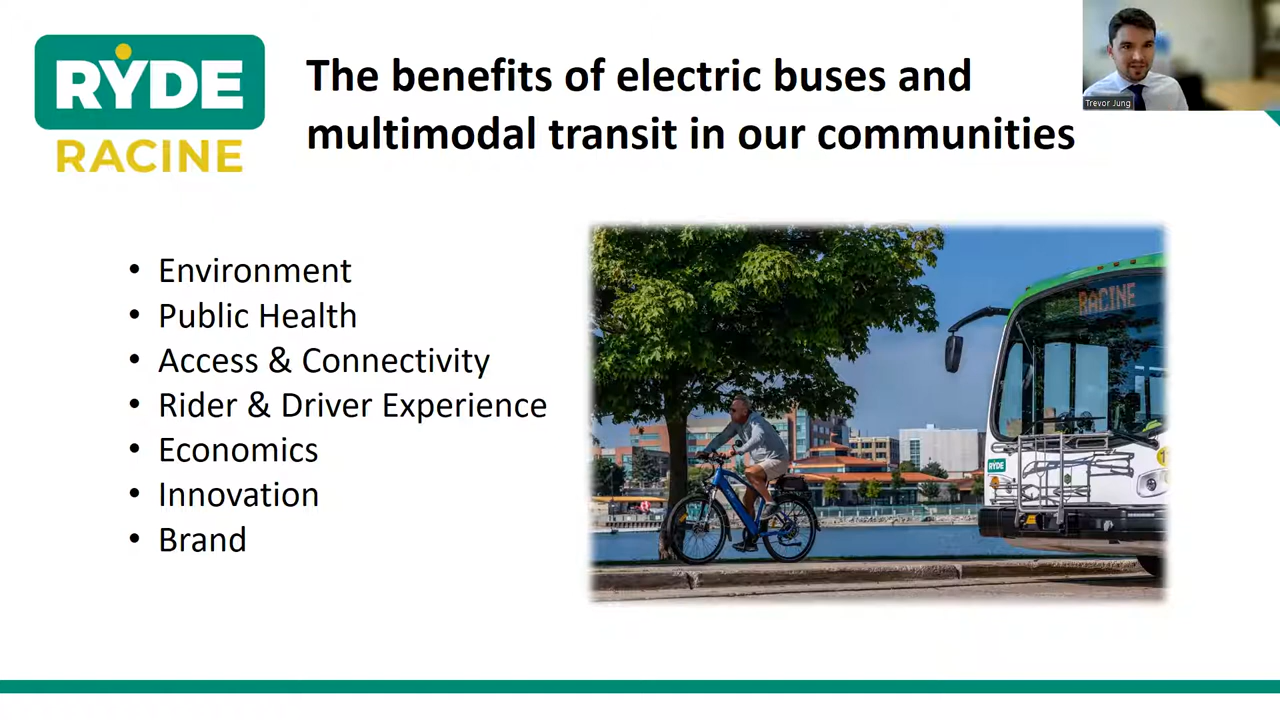 RYDE
RACINE
The benefits of electric buses and
multimodal transit in our communities
Trevor Jung
• Environment
• Public Health
• Access & Connectivity
• Rider & Driver Experience
• Economics
• Innovation
• Brand
RACINE
RYDE